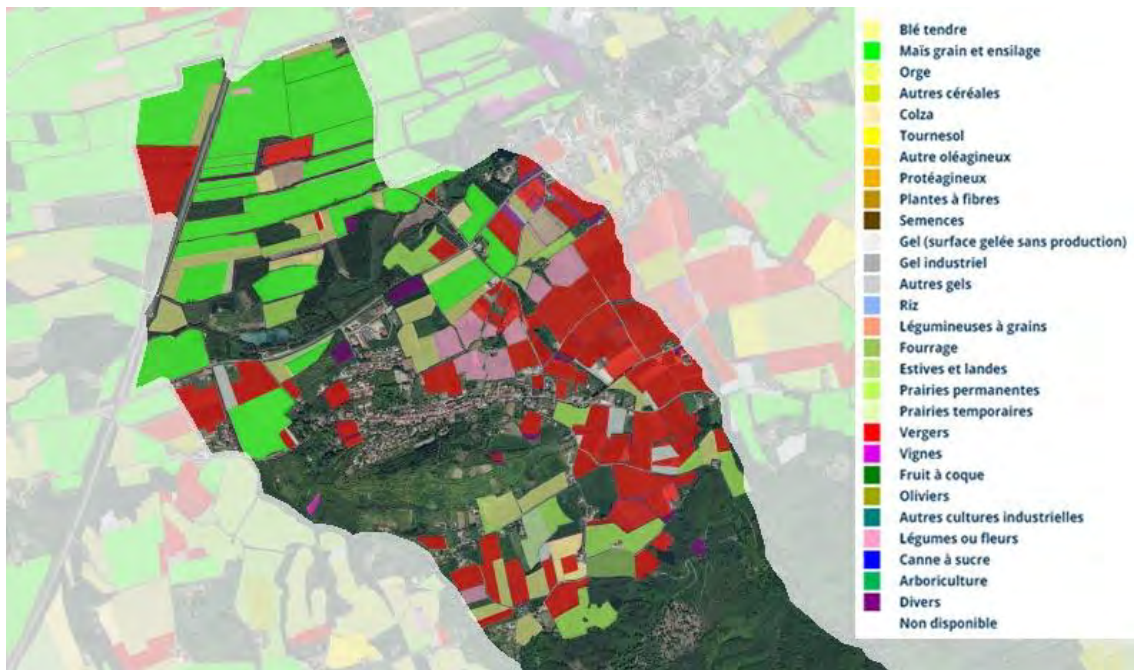 Blé tendre
Maïs grain et ensilage
Orge
Autres céréales
Colza
Tournesol
Autre oléagineux
Protéagineux
Plantes à fibres
Semences
Gel (surface gelée sans production)
Gel industriel
Autres gels
Riz
Légumineuses à grains
Fourrage
Estives et landes
Prairies permanentes
Prairies temporaires
Vergers
Vignes
Fruit à coque
Oliviers
Autres cultures industrielles
Légumes ou fleurs
Canne à sucre
Arboriculture
Divers
Non disponible